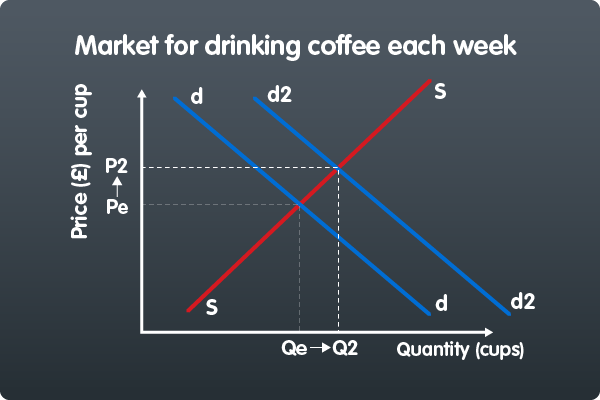 Market for drinking coffee each week
Price (£) per cup
d
d2
S
P2
Pe
S
d
d2
Qe → Q2
Quantity (cups)